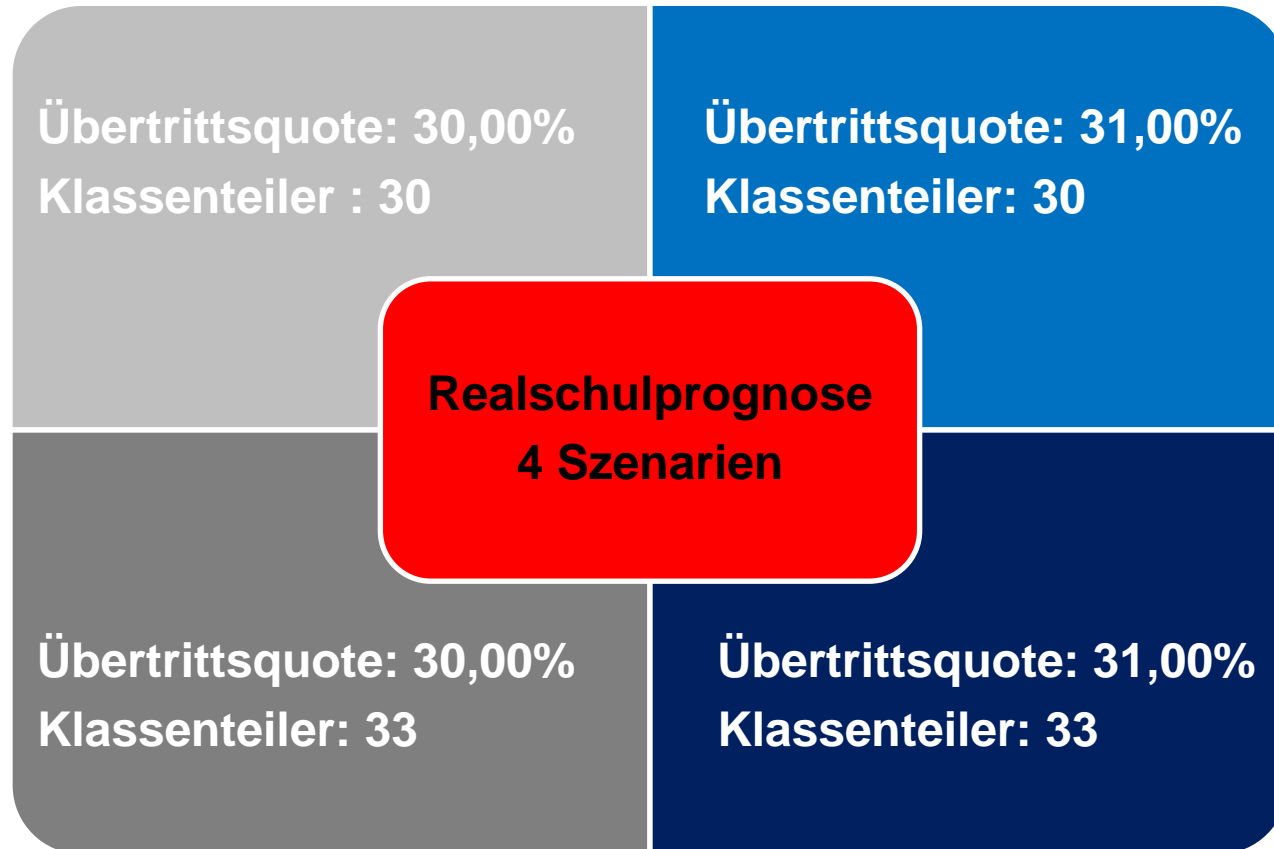 Übertrittsquote: 30,00%
Klassenteiler : 30
Übertrittsquote: 31,00%
Klassenteiler: 30
Realschulprognose
4 Szenarien
Übertrittsquote: 30,00%
Klassenteiler: 33
Übertrittsquote: 31,00%
Klassenteiler: 33